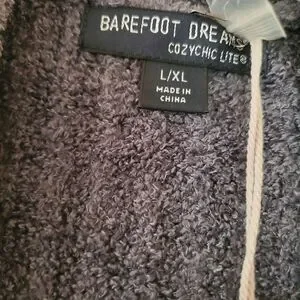 BAREFOOT DREAMS
COZYCHIC LITE®
L/XL
MADE IN
CHINA